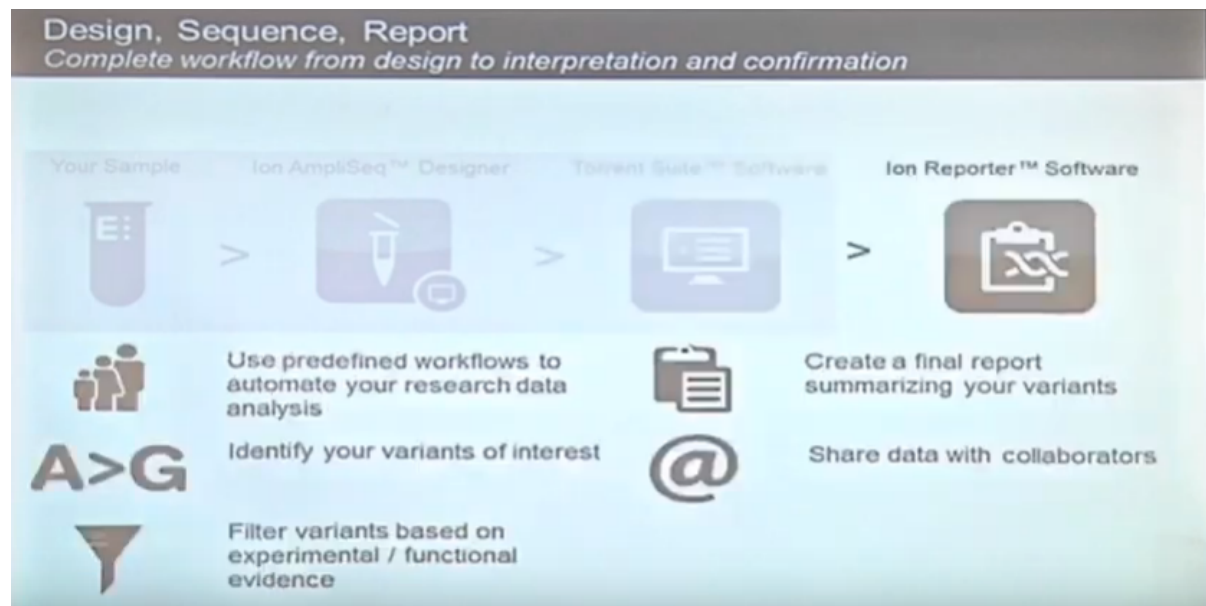 Design, Sequence, Report
Complete workflow from design to interpretation and confirmation
Your Sample
Ion AmpliSeq™ Designer
Torrent Suite™ Software
Ion Reporter™ Software
E:
>
>
>
Use predefined workflows to
automate your research data
analysis
Create a final report
summarizing your variants
A>G
Identify your variants of interest
@
Share data with collaborators
Filter variants based on
experimental / functional
evidence